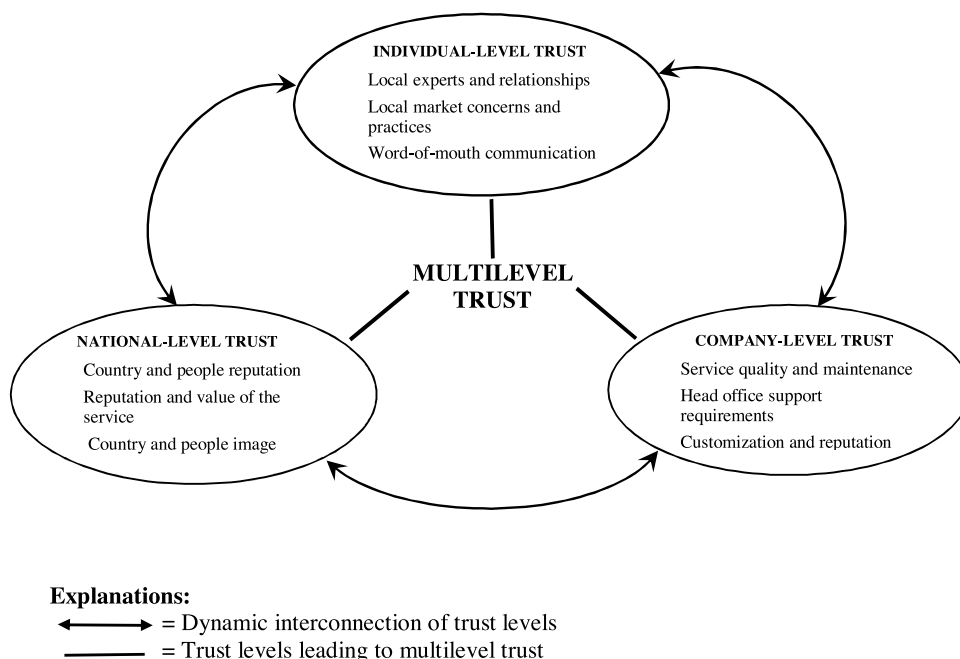 INDIVIDUAL-LEVEL TRUST
Local experts and relationships
Local market concerns and
practices
Word-of-mouth communication
MULTILEVEL
TRUST
NATIONAL-LEVEL TRUST
Country and people reputation
Reputation and value of the
service
Country and people image
COMPANY-LEVEL TRUST
Service quality and maintenance
Head office support
requirements
Customization and reputation
Explanations:
= Dynamic interconnection of trust levels
= Trust levels leading to multilevel trust